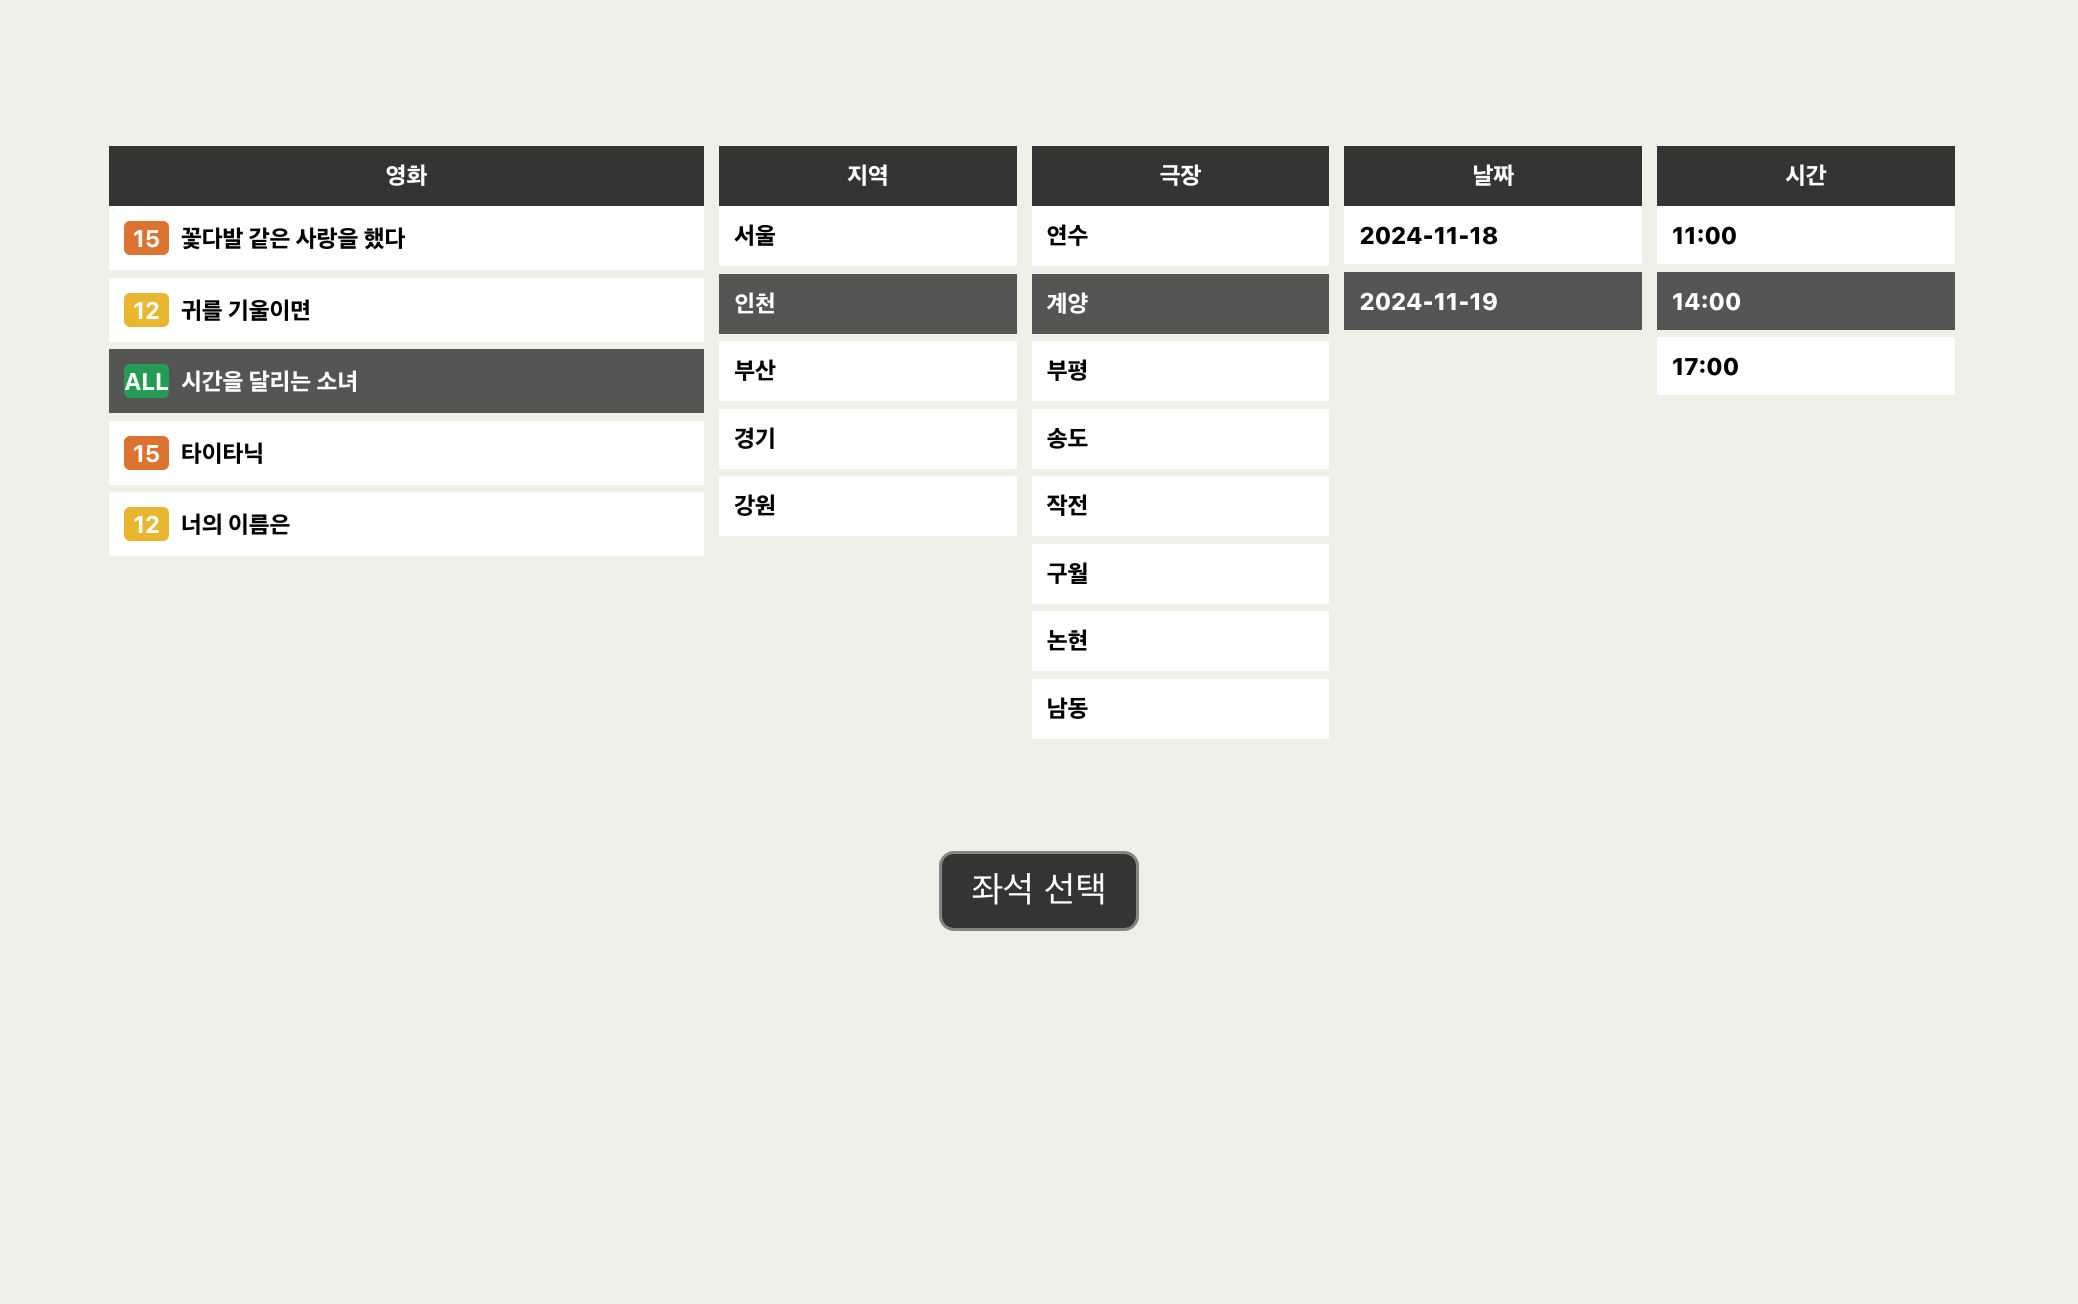 영화
15 꽃다발 같은 사랑을 했다
12 귀를 기울이면
ALL 시간을 달리는 소녀
15 타이타닉
12 너의 이름은
지역
서울
인천
부산
경기
강원
극장
연수
계양
부평
송도
작전
구월
논현
남동
날짜
2024-11-18
2024-11-19
시간
11:00
14:00
17:00
좌석 선택